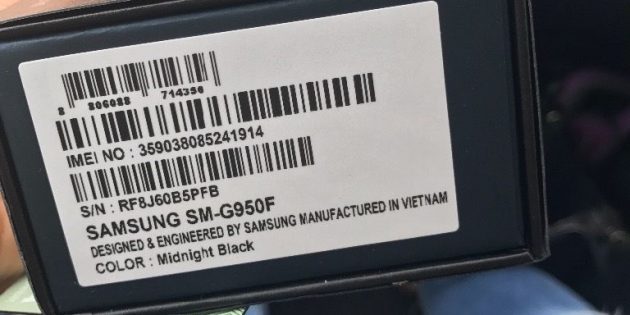 8 806088 714356
IMEI NO : 359038085241914
S/N : RF8J60B5PFB
SAMSUNG SM-G950F
DESIGNED & ENGINEERED BY SAMSUNG MANUFACTURED IN VIETNAM
COLOR : Midnight Black